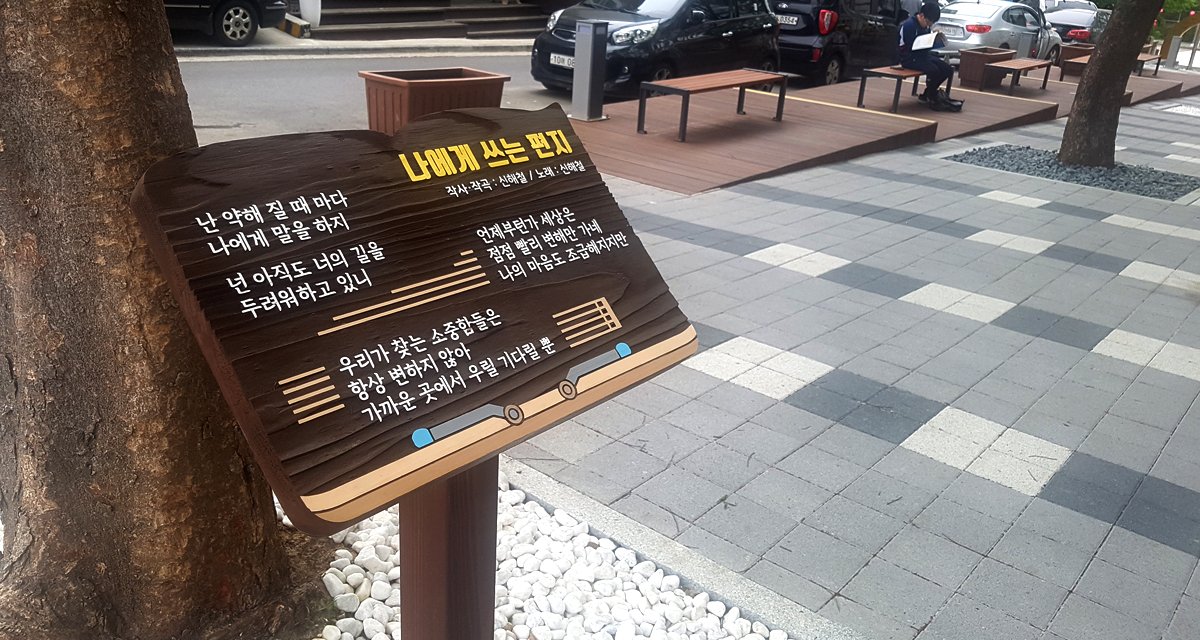 나에게 쓰는 편지
작사·작곡 : 신해철 / 노래 : 신해철
난 약해 질 때 마다
나에게 말을 하지
넌 아직도 너의 길을
두려워하고 있니
언제부턴가 세상은
점점 빨리 변해만 가네
나의 마음도 조급해지지만
우리가 찾는 소중함들은
항상 변하지 않아
가까운 곳에서 우릴 기다릴 뿐